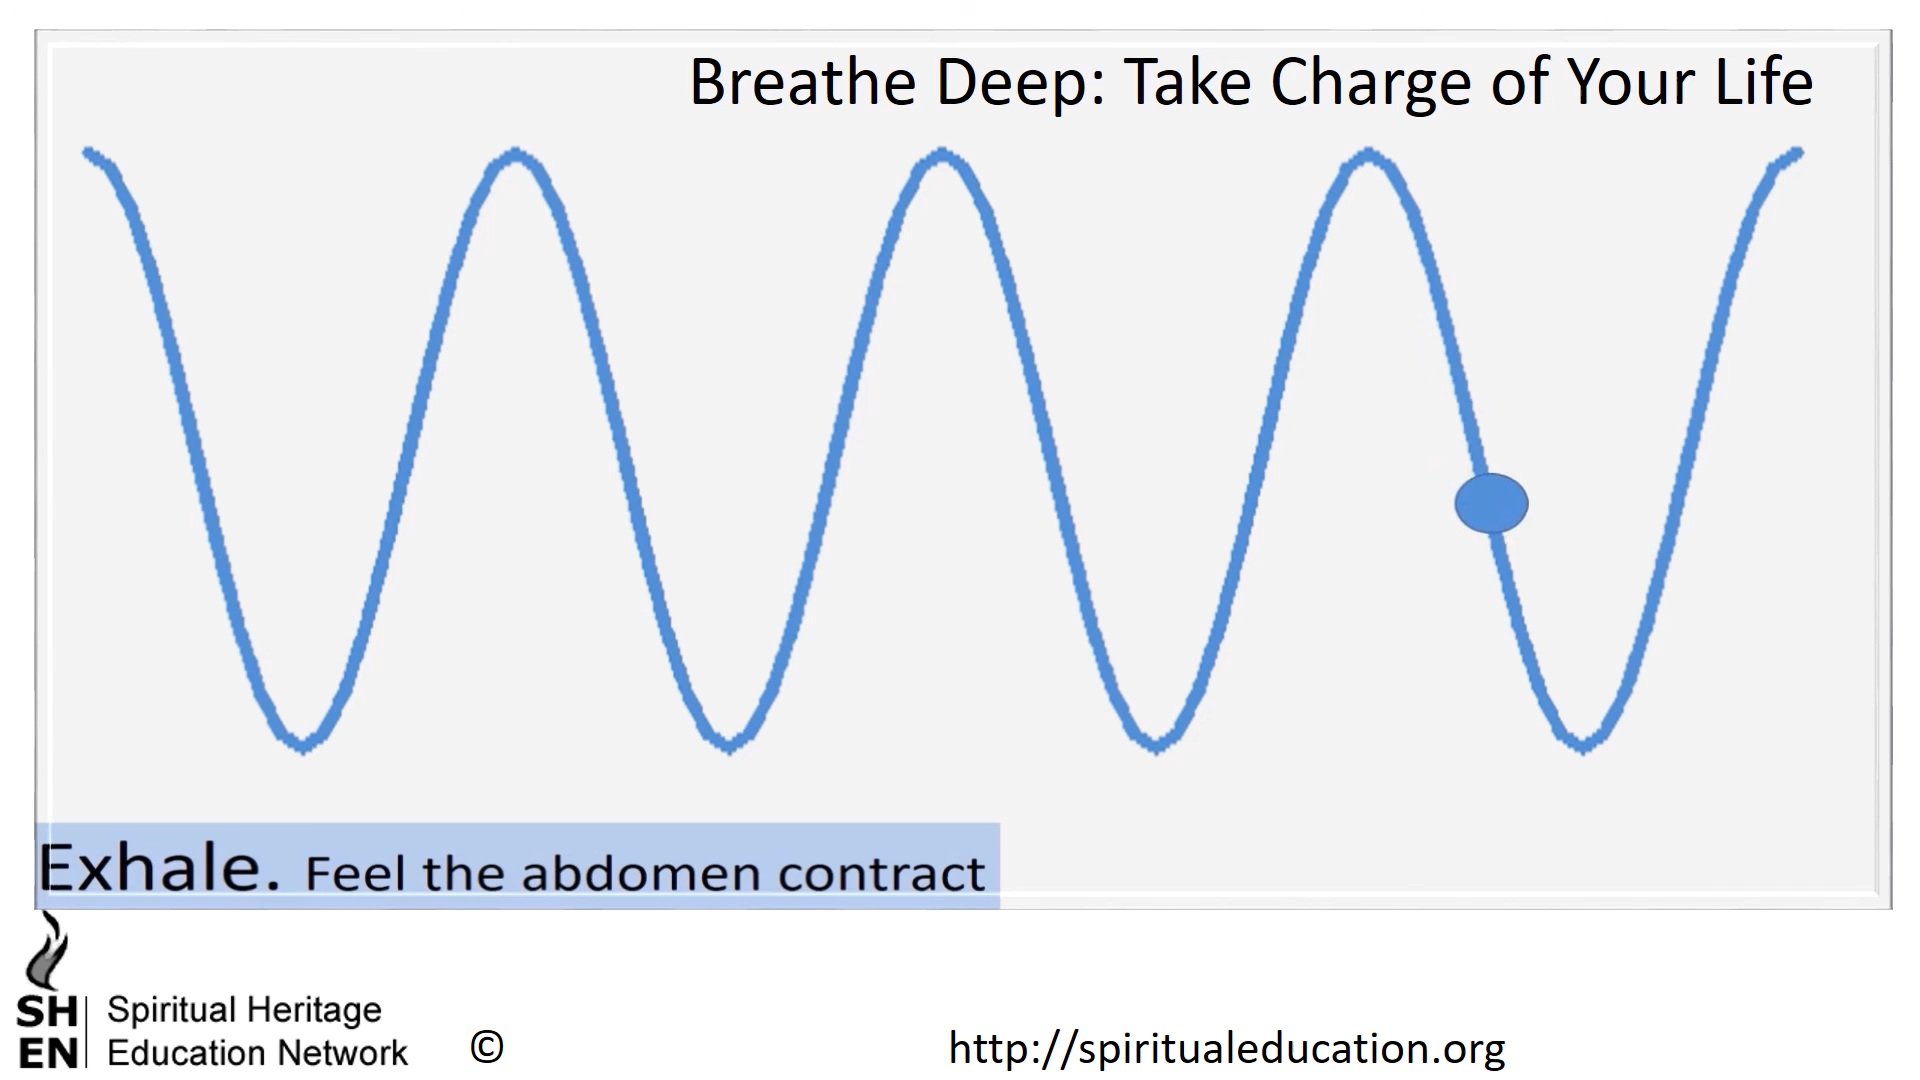 Breathe Deep: Take Charge of Your Life
Exhale. Feel the abdomen contract
SH
EN
Spiritual Heritage
Education Network
©
http://spiritualeducation.org